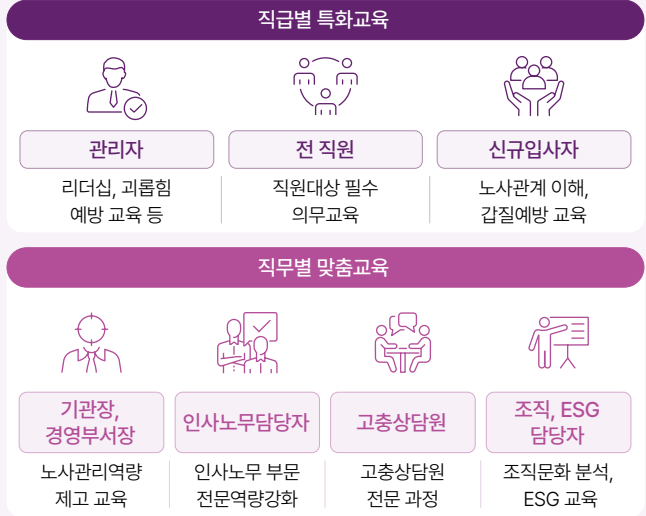 직급별 특화교육
관리자
리더십, 괴롭힘
예방 교육 등
전 직원
직원대상 필수
의무교육
신규입사자
노사관계 이해,
갑질예방 교육
직무별 맞춤교육
기관장,
경영부서장
노사관리역량
제고 교육
인사노무담당자
인사노무 부문
전문역량강화
고충상담원
고충상담원
전문 과정
조직, ESG
담당자
조직문화 분석,
ESG 교육